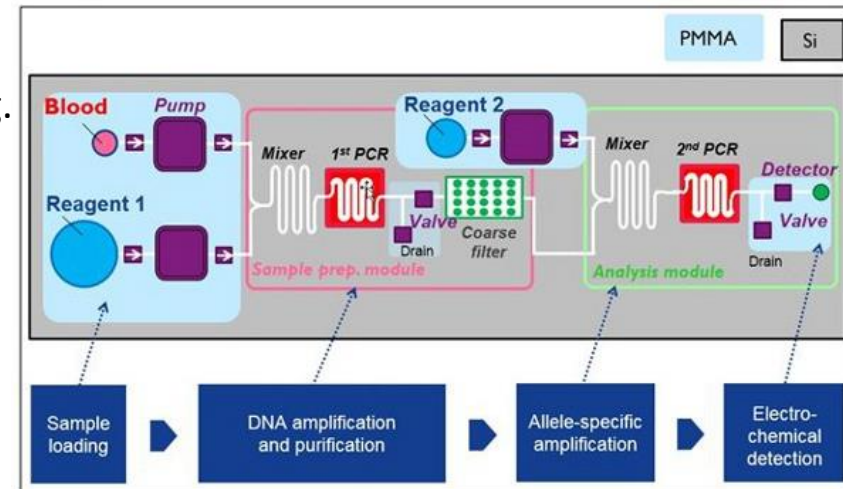 PMMA
Si
Blood
Pump
Reagent 2
Mixer
1st PCR
Mixer
2nd PCR
Detector
Reagent 1
Valve
Valve
Drain
Coarse
filter
Drain
Sample prep. module
Analysis module
Sample
loading
DNA amplification
and purification
Allele-specific
amplification
Electro-
chemical
detection